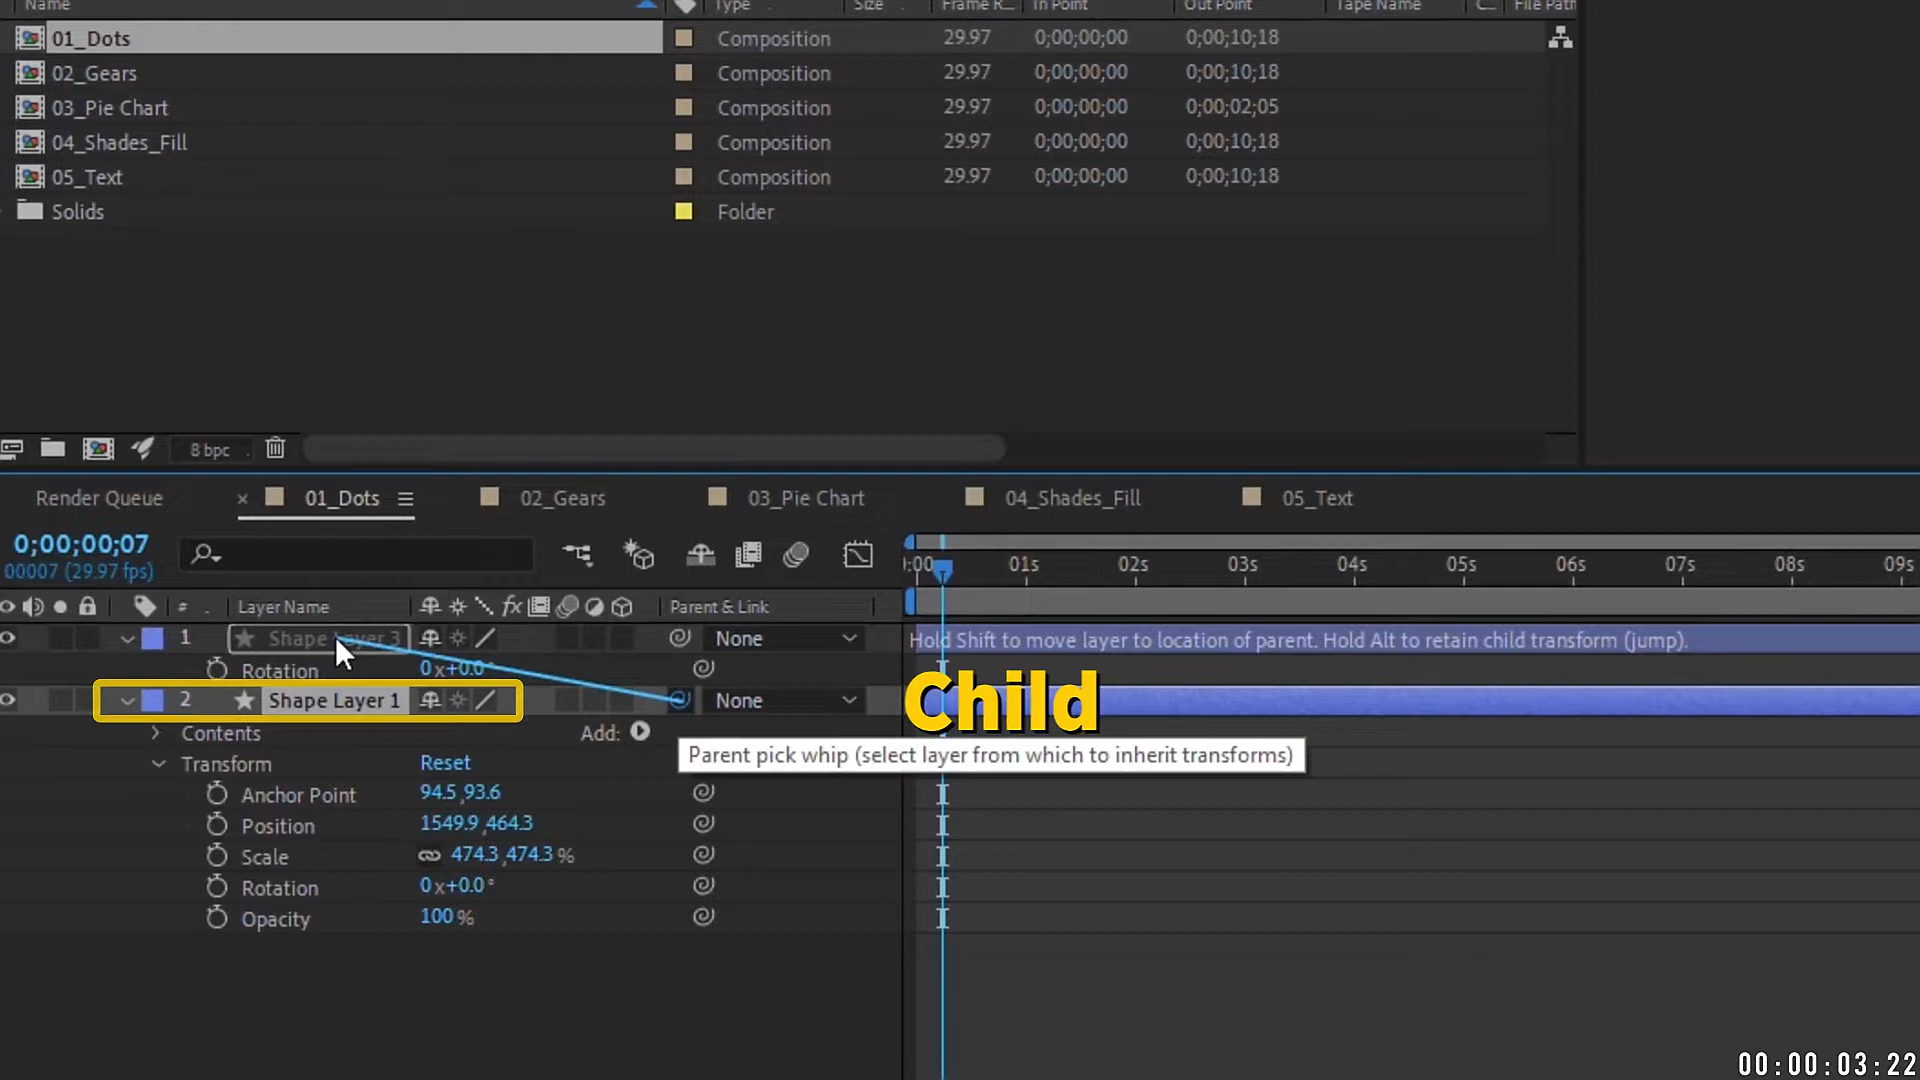 Name Type Size Frame R... In Point Out Point Tape Name C... File Path
01_Dots Composition 29.97 0;00;00;00 0;00;10;18
02_Gears Composition 29.97 0;00;00;00 0;00;10;18
03_Pie Chart Composition 29.97 0;00;00;00 0;00;02;05
04_Shades_Fill Composition 29.97 0;00;00;00 0;00;10;18
05_Text Composition 29.97 0;00;00;00 0;00;10;18
Solids Folder
8 bpc
Render Queue × 01_Dots 02_Gears 03_Pie Chart 04_Shades_Fill 05_Text
0;00;00;07
00007 (29.97 fps)
:00 01s 02s 03s 04s 05s 06s 07s 08s 09s
# Layer Name fx Parent & Link
1 Shape Layer 3 None Hold Shift to move layer to location of parent. Hold Alt to retain child transform (jump).
Rotation 0x+0.0°
2 Shape Layer 1 None Child
Contents Add:
Parent pick whip (select layer from which to inherit transforms)
Transform Reset
Anchor Point 94.5,93.6
Position 1549.9,464.3
Scale 474.3,474.3%
Rotation 0x+0.0°
Opacity 100%
00:00:03:22